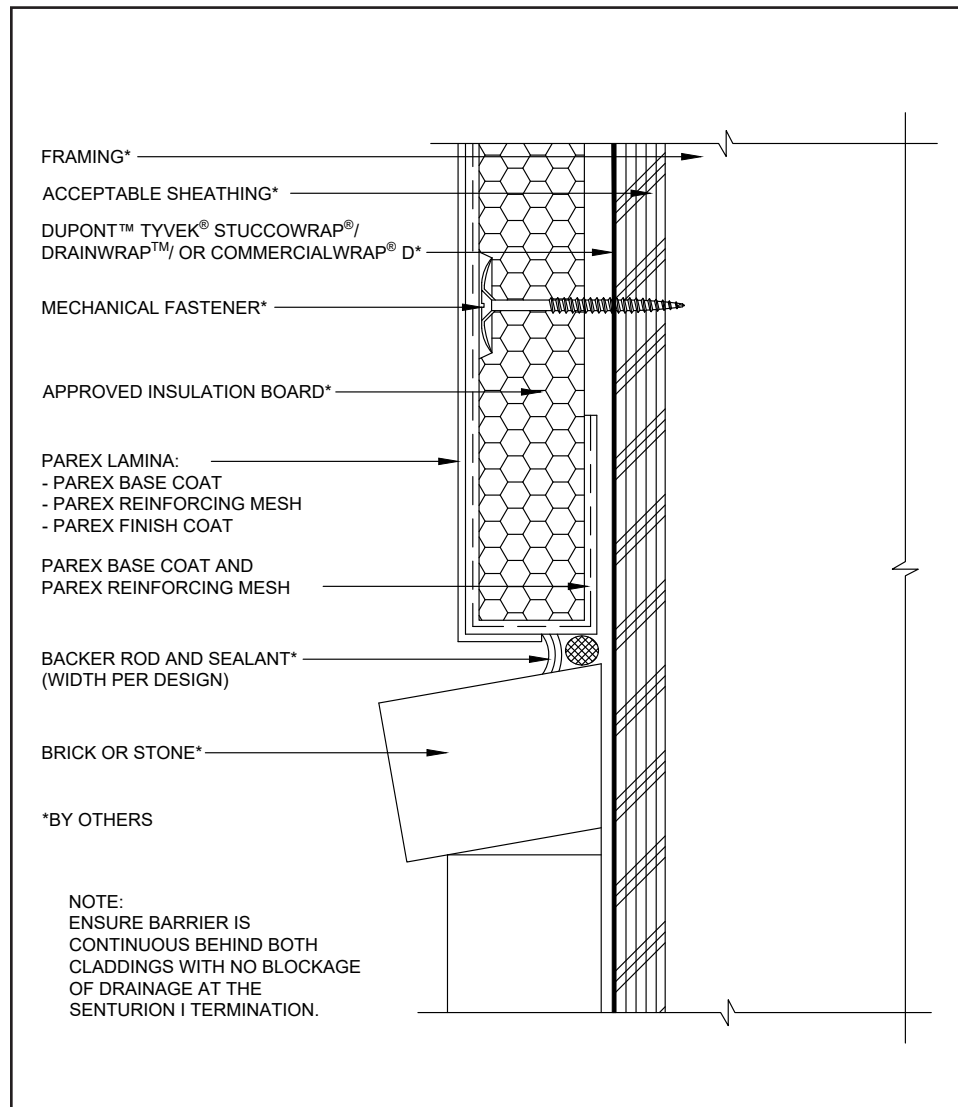 FRAMING*
ACCEPTABLE SHEATHING*
DUPONT™ TYVEK® STUCCOWRAP®/
DRAINWRAP™/ OR COMMERCIALWRAP® D*
MECHANICAL FASTENER*
APPROVED INSULATION BOARD*
PAREX LAMINA:
- PAREX BASE COAT
- PAREX REINFORCING MESH
- PAREX FINISH COAT
PAREX BASE COAT AND
PAREX REINFORCING MESH
BACKER ROD AND SEALANT*
(WIDTH PER DESIGN)
BRICK OR STONE*
*BY OTHERS
NOTE:
ENSURE BARRIER IS
CONTINUOUS BEHIND BOTH
CLADDINGS WITH NO BLOCKAGE
OF DRAINAGE AT THE
SENTURION I TERMINATION.